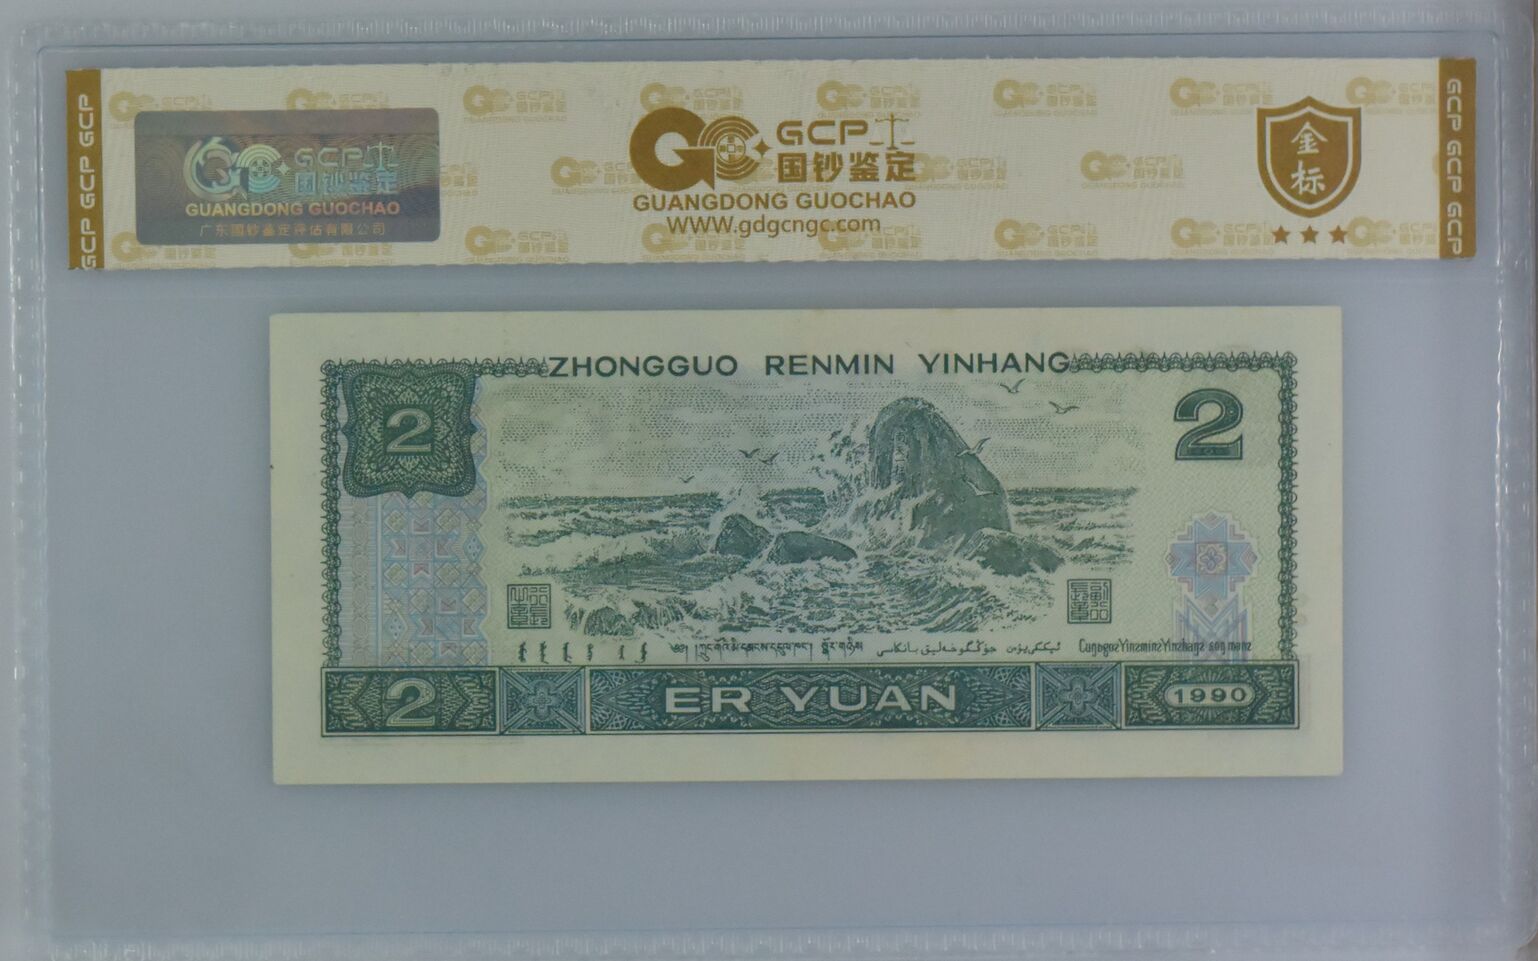 GCP GCP GCP
GCP
国钞鉴定
GUANGDONG GUOCHAO
广东国钞鉴定评估有限公司
GCP
国钞鉴定
GUANGDONG GUOCHAO
WWW.gdgcngc.com
金
标
GCP GCP GCP
ZHONGGUO RENMIN YINHANG
2
2
ER YUAN
2
1990